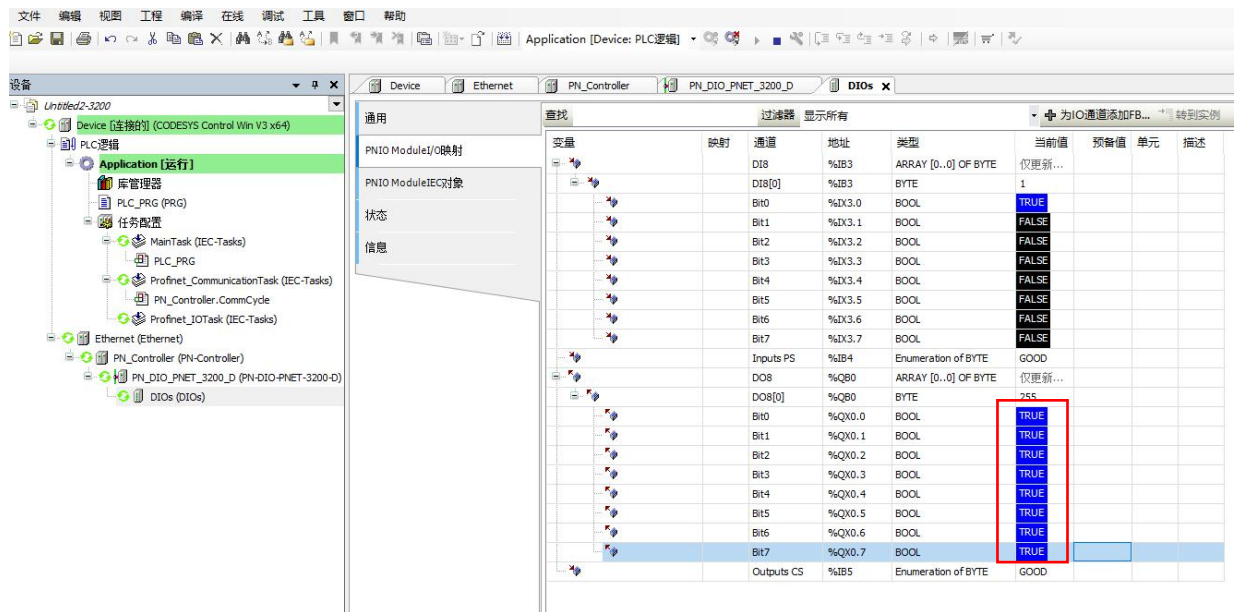 文件 编辑 视图 工程 编译 在线 调试 工具 窗口 帮助
Application [Device: PLC逻辑]
设备
Untitled2-3200
Device [连接的] (CODESYS Control Win V3 x64)
PLC逻辑
Application [运行]
库管理器
PLC_PRG (PRG)
任务配置
MainTask (IEC-Tasks)
PLC_PRG
Profinet_CommunicationTask (IEC-Tasks)
PN_Controller.CommCycle
Profinet_IOTask (IEC-Tasks)
Ethernet (Ethernet)
PN_Controller (PN-Controller)
PN_DIO_PNET_3200_D (PN-DIO-PNET-3200-D)
DIOs (DIOs)
Device Ethernet PN_Controller PN_DIO_PNET_3200_D DIOs
通用
PNIO ModuleI/O映射
PNIO ModuleIEC对象
状态
信息
查找 过滤器 显示所有 为IO通道添加FB... 转到实例
变量 映射 通道 地址 类型 当前值 预备值 单元 描述
DI8 %IB3 ARRAY [0..0] OF BYTE 仅更新...
DI8[0] %IB3 BYTE 1
Bit0 %IX3.0 BOOL TRUE
Bit1 %IX3.1 BOOL FALSE
Bit2 %IX3.2 BOOL FALSE
Bit3 %IX3.3 BOOL FALSE
Bit4 %IX3.4 BOOL FALSE
Bit5 %IX3.5 BOOL FALSE
Bit6 %IX3.6 BOOL FALSE
Bit7 %IX3.7 BOOL FALSE
Inputs PS %IB4 Enumeration of BYTE GOOD
DO8 %QB0 ARRAY [0..0] OF BYTE 仅更新...
DO8[0] %QB0 BYTE 255
Bit0 %QX0.0 BOOL TRUE
Bit1 %QX0.1 BOOL TRUE
Bit2 %QX0.2 BOOL TRUE
Bit3 %QX0.3 BOOL TRUE
Bit4 %QX0.4 BOOL TRUE
Bit5 %QX0.5 BOOL TRUE
Bit6 %QX0.6 BOOL TRUE
Bit7 %QX0.7 BOOL TRUE
Outputs CS %IB5 Enumeration of BYTE GOOD